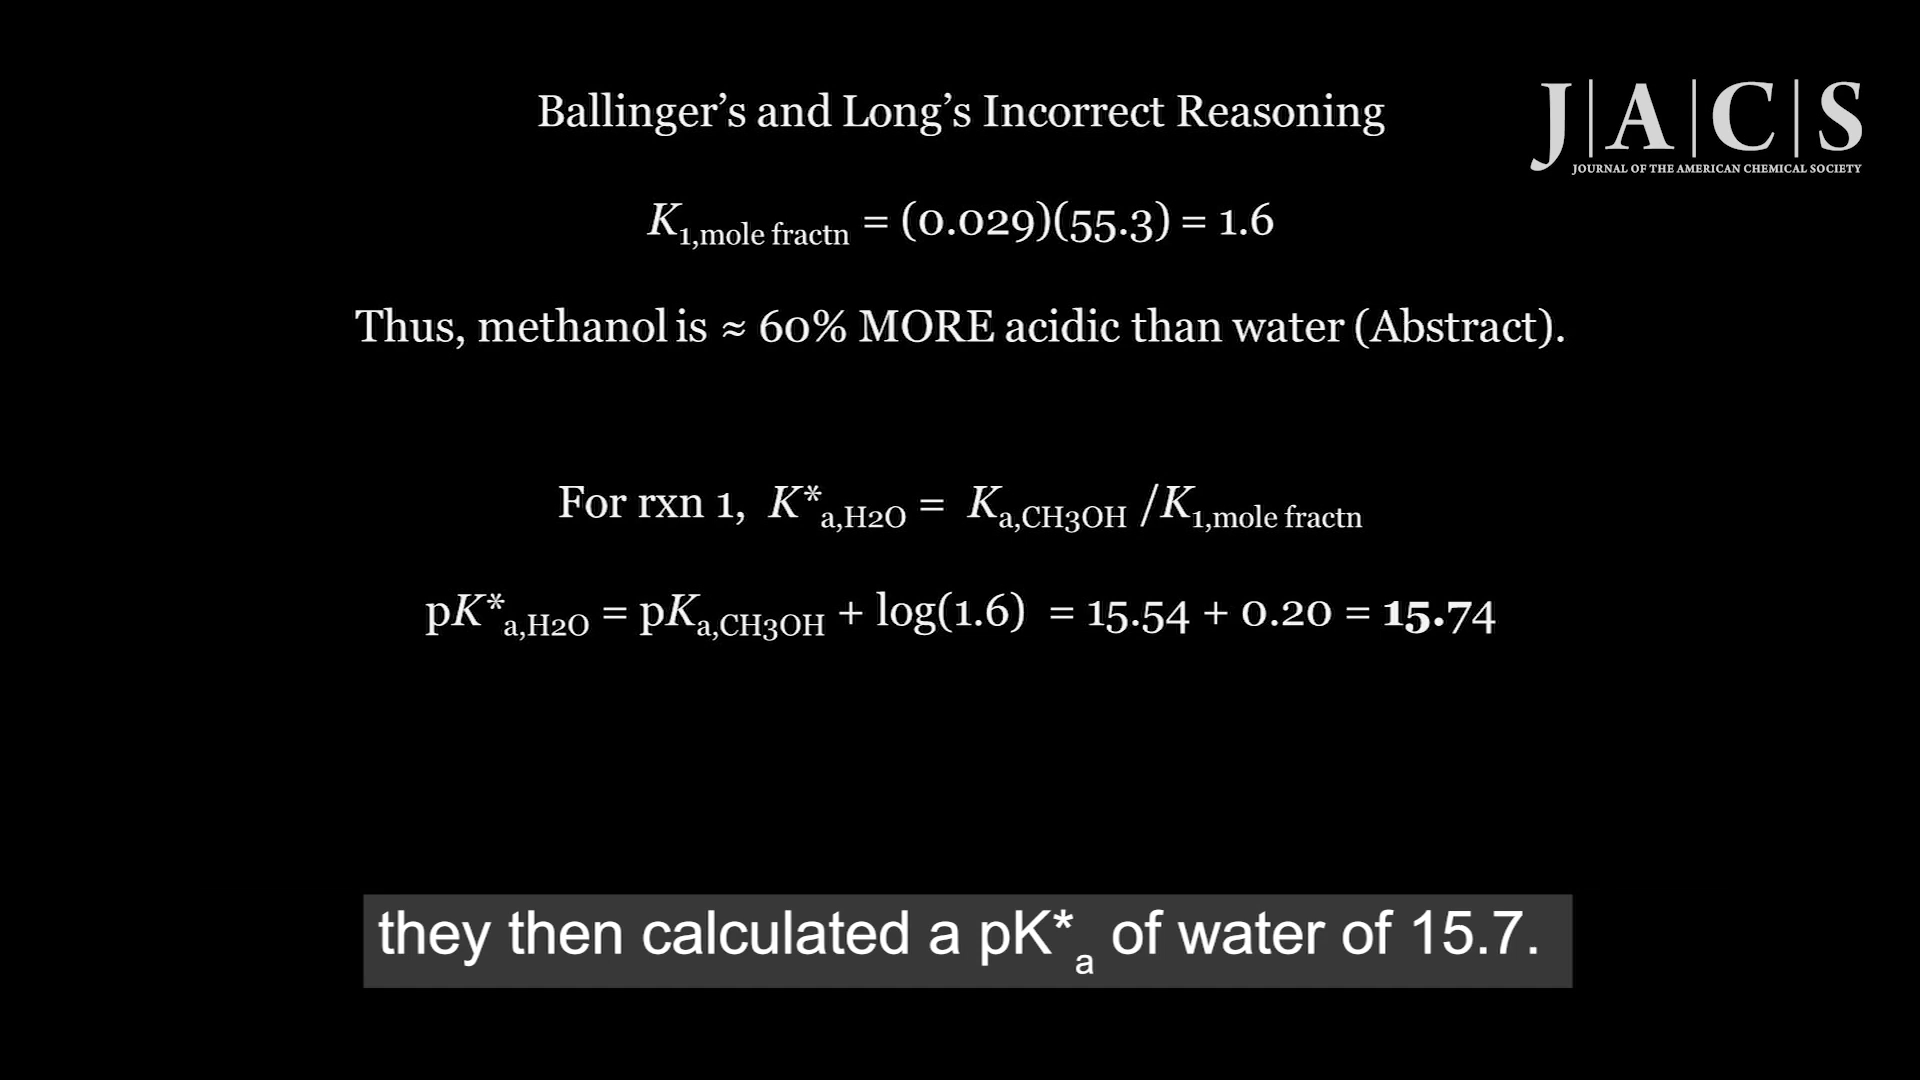 Ballinger’s and Long’s Incorrect Reasoning
J|A|C|S
JOURNAL OF THE AMERICAN CHEMICAL SOCIETY
K1,mole fractn = (0.029)(55.3) = 1.6
Thus, methanol is ≈ 60% MORE acidic than water (Abstract).
For rxn 1, K*a,H2O = Ka,CH3OH /K1,mole fractn
pK*a,H2O = pKa,CH3OH + log(1.6) = 15.54 + 0.20 = 15.74
they then calculated a pK*a of water of 15.7.